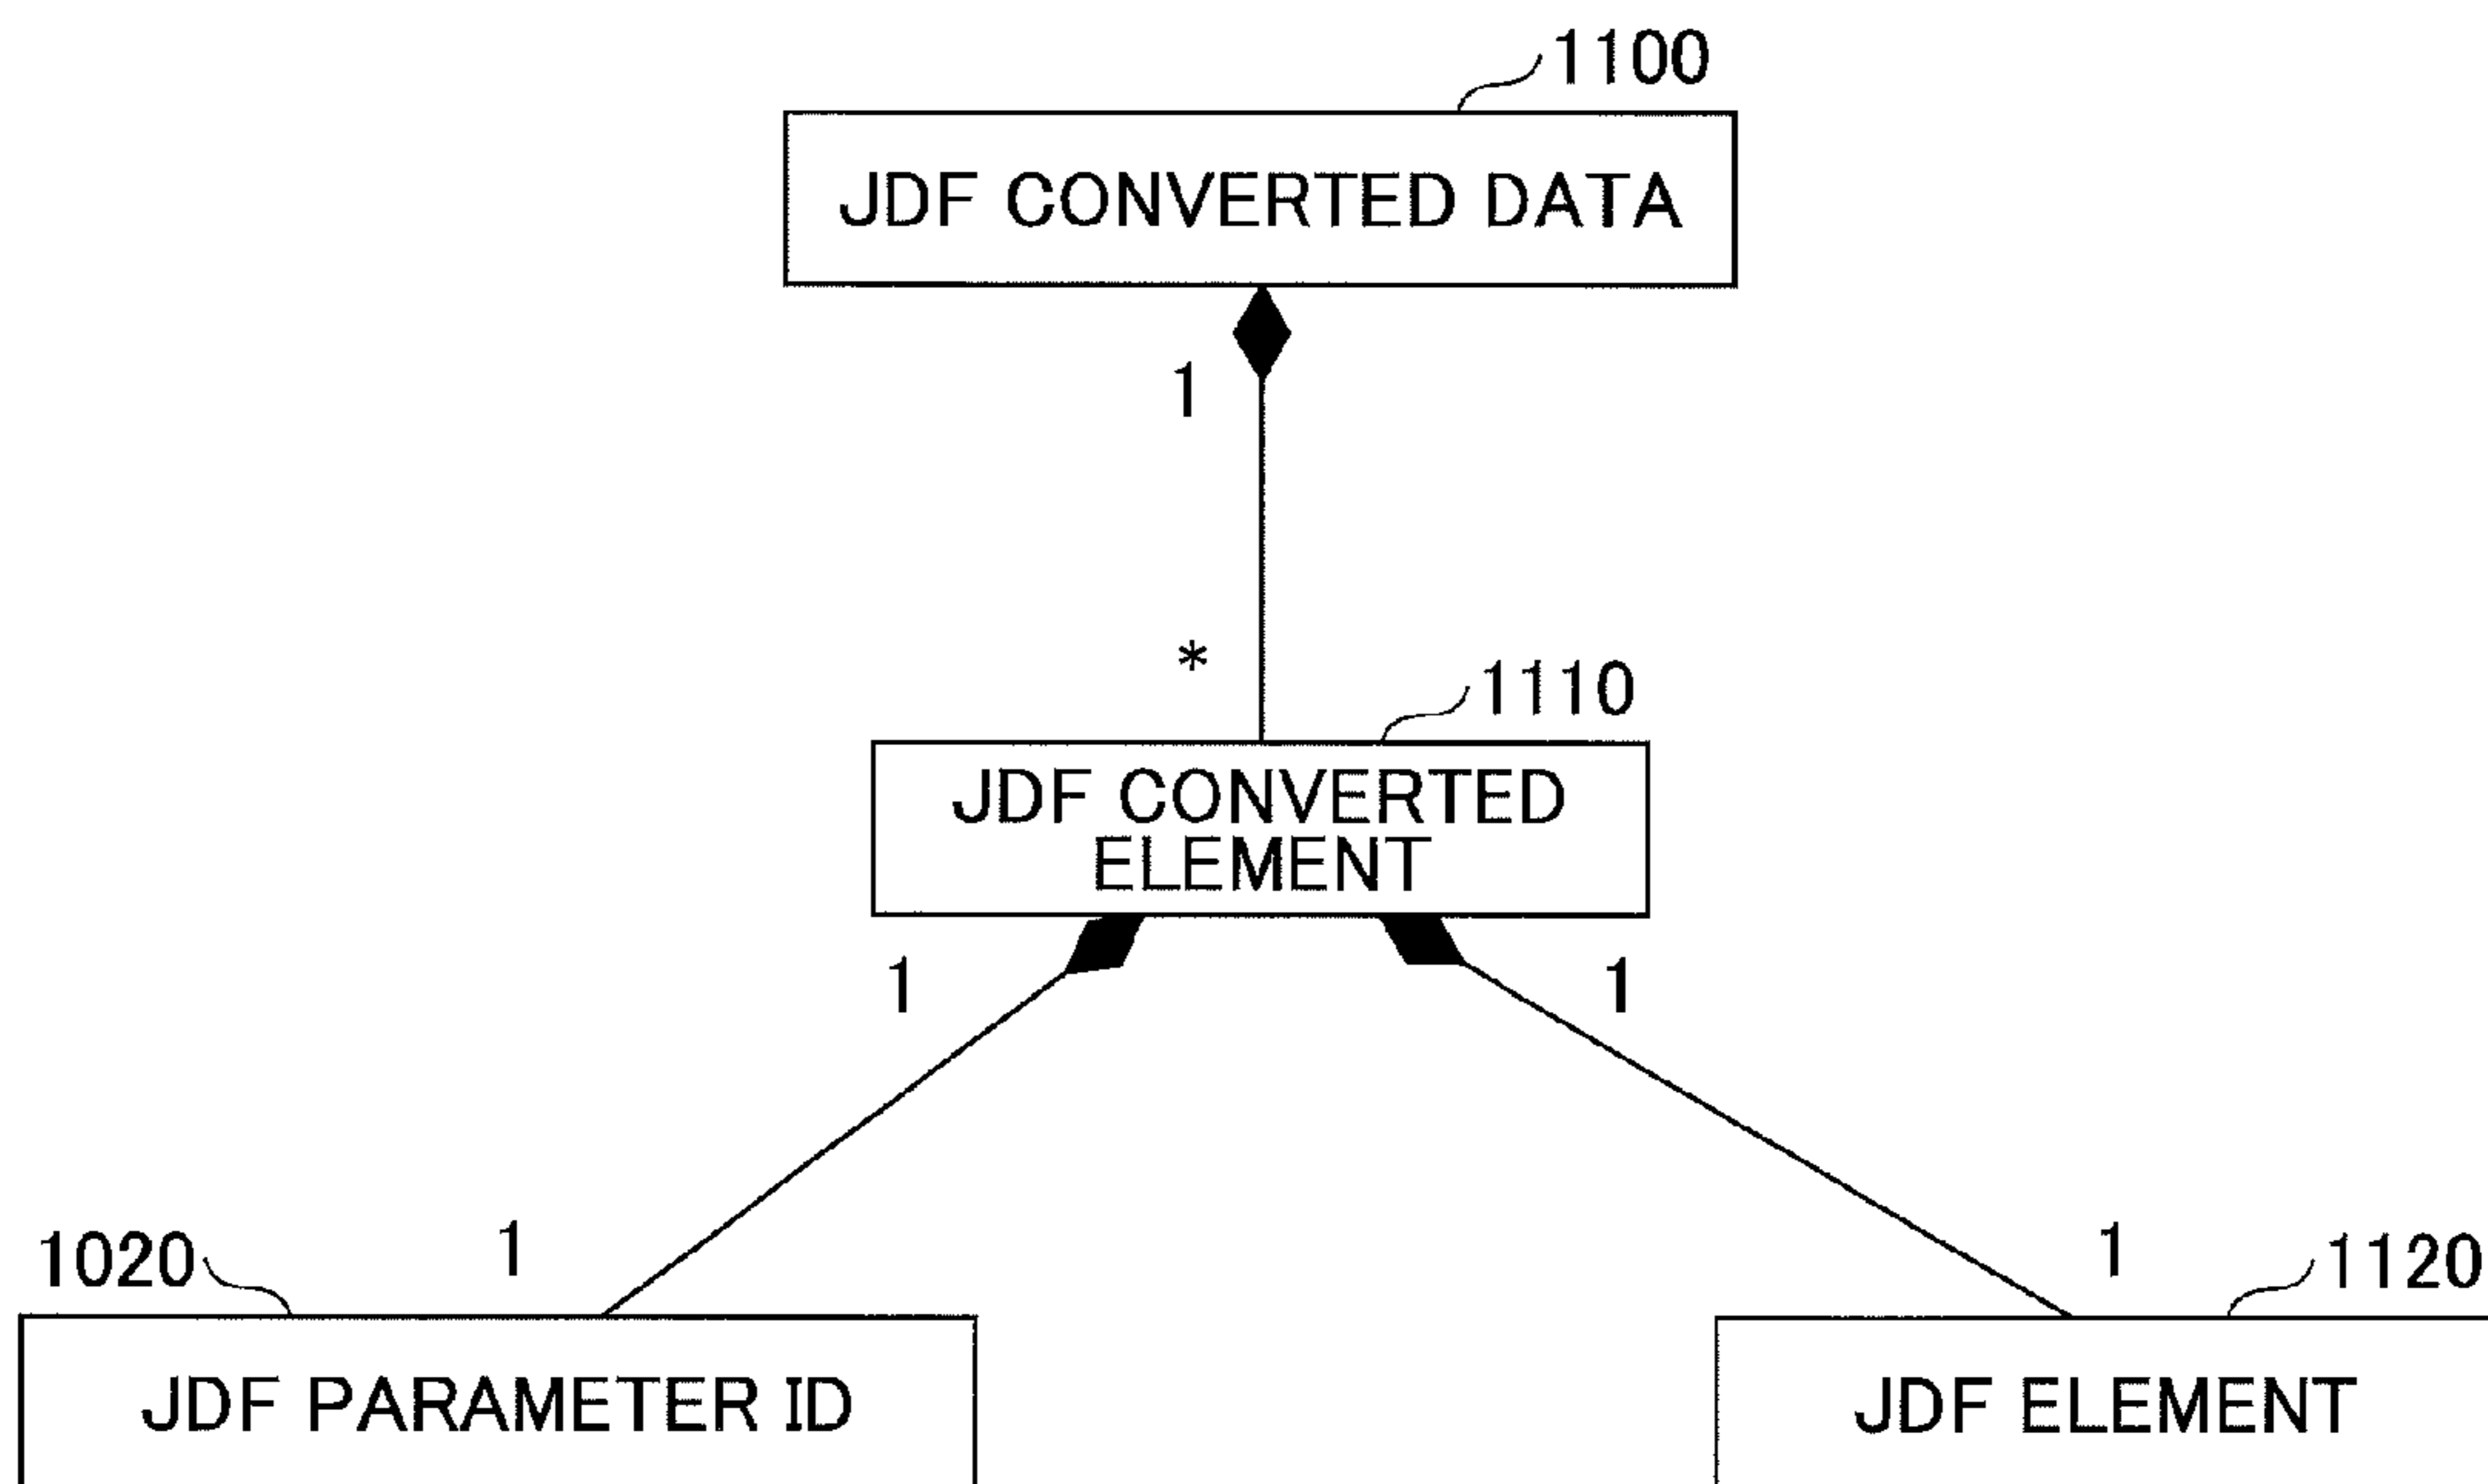 1100
JDF CONVERTED DATA
1
*
1110
JDF CONVERTED
ELEMENT
1
1
1020
1
1
1120
JDF PARAMETER ID
JDF ELEMENT